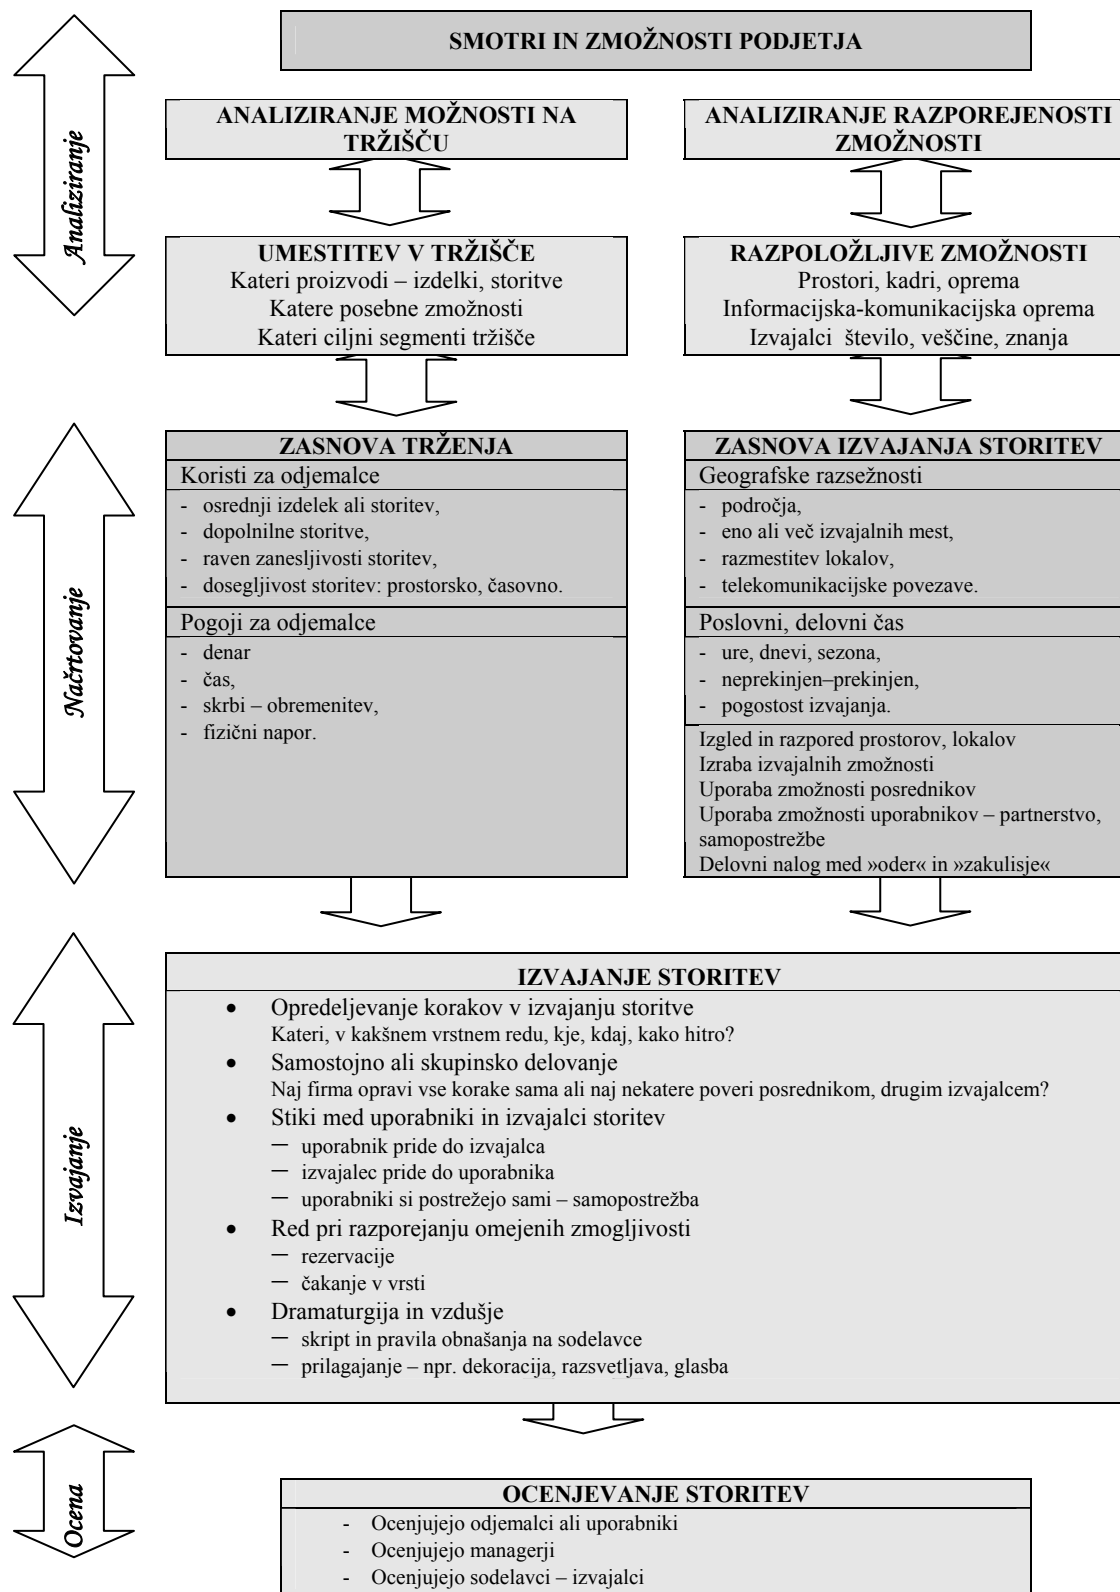 SMOTRI IN ZMOŽNOSTI PODJETJA
Analiziranje
ANALIZIRANJE MOŽNOSTI NA
TRŽIŠČU
ANALIZIRANJE RAZPOREJENOSTI
ZMOŽNOSTI
UMESTITEV V TRŽIŠČE
Kateri proizvodi – izdelki, storitve
Katere posebne zmožnosti
Kateri ciljni segmenti tržišče
RAZPOLOŽLJIVE ZMOŽNOSTI
Prostori, kadri, oprema
Informacijska-komunikacijska oprema
Izvajalci  število, veščine, znanja
Načrtovanje
ZASNOVA TRŽENJA
Koristi za odjemalce
- osrednji izdelek ali storitev,
- dopolnilne storitve,
- raven zanesljivosti storitev,
- dosegljivost storitev: prostorsko, časovno.
Pogoji za odjemalce
- denar
- čas,
- skrbi – obremenitev,
- fizični napor.
ZASNOVA IZVAJANJA STORITEV
Geografske razsežnosti
- področja,
- eno ali več izvajalnih mest,
- razmestitev lokalov,
- telekomunikacijske povezave.
Poslovni, delovni čas
- ure, dnevi, sezona,
- neprekinjen–prekinjen,
- pogostost izvajanja.
Izgled in razpored prostorov, lokalov
Izraba izvajalnih zmožnosti
Uporaba zmožnosti posrednikov
Uporaba zmožnosti uporabnikov – partnerstvo,
samopostrežbe
Delovni nalog med »oder« in »zakulisje«
Izvajanje
IZVAJANJE STORITEV
• Opredeljevanje korakov v izvajanju storitve
Kateri, v kakšnem vrstnem redu, kje, kdaj, kako hitro?
• Samostojno ali skupinsko delovanje
Naj firma opravi vse korake sama ali naj nekatere poveri posrednikom, drugim izvajalcem?
• Stiki med uporabniki in izvajalci storitev
— uporabnik pride do izvajalca
— izvajalec pride do uporabnika
— uporabniki si postrežejo sami – samopostrežba
• Red pri razporejanju omejenih zmogljivosti
— rezervacije
— čakanje v vrsti
• Dramaturgija in vzdušje
— skript in pravila obnašanja na sodelavce
— prilagajanje – npr. dekoracija, razsvetljava, glasba
Ocena
OCENJEVANJE STORITEV
- Ocenjujejo odjemalci ali uporabniki
- Ocenjujejo managerji
- Ocenjujejo sodelavci – izvajalci